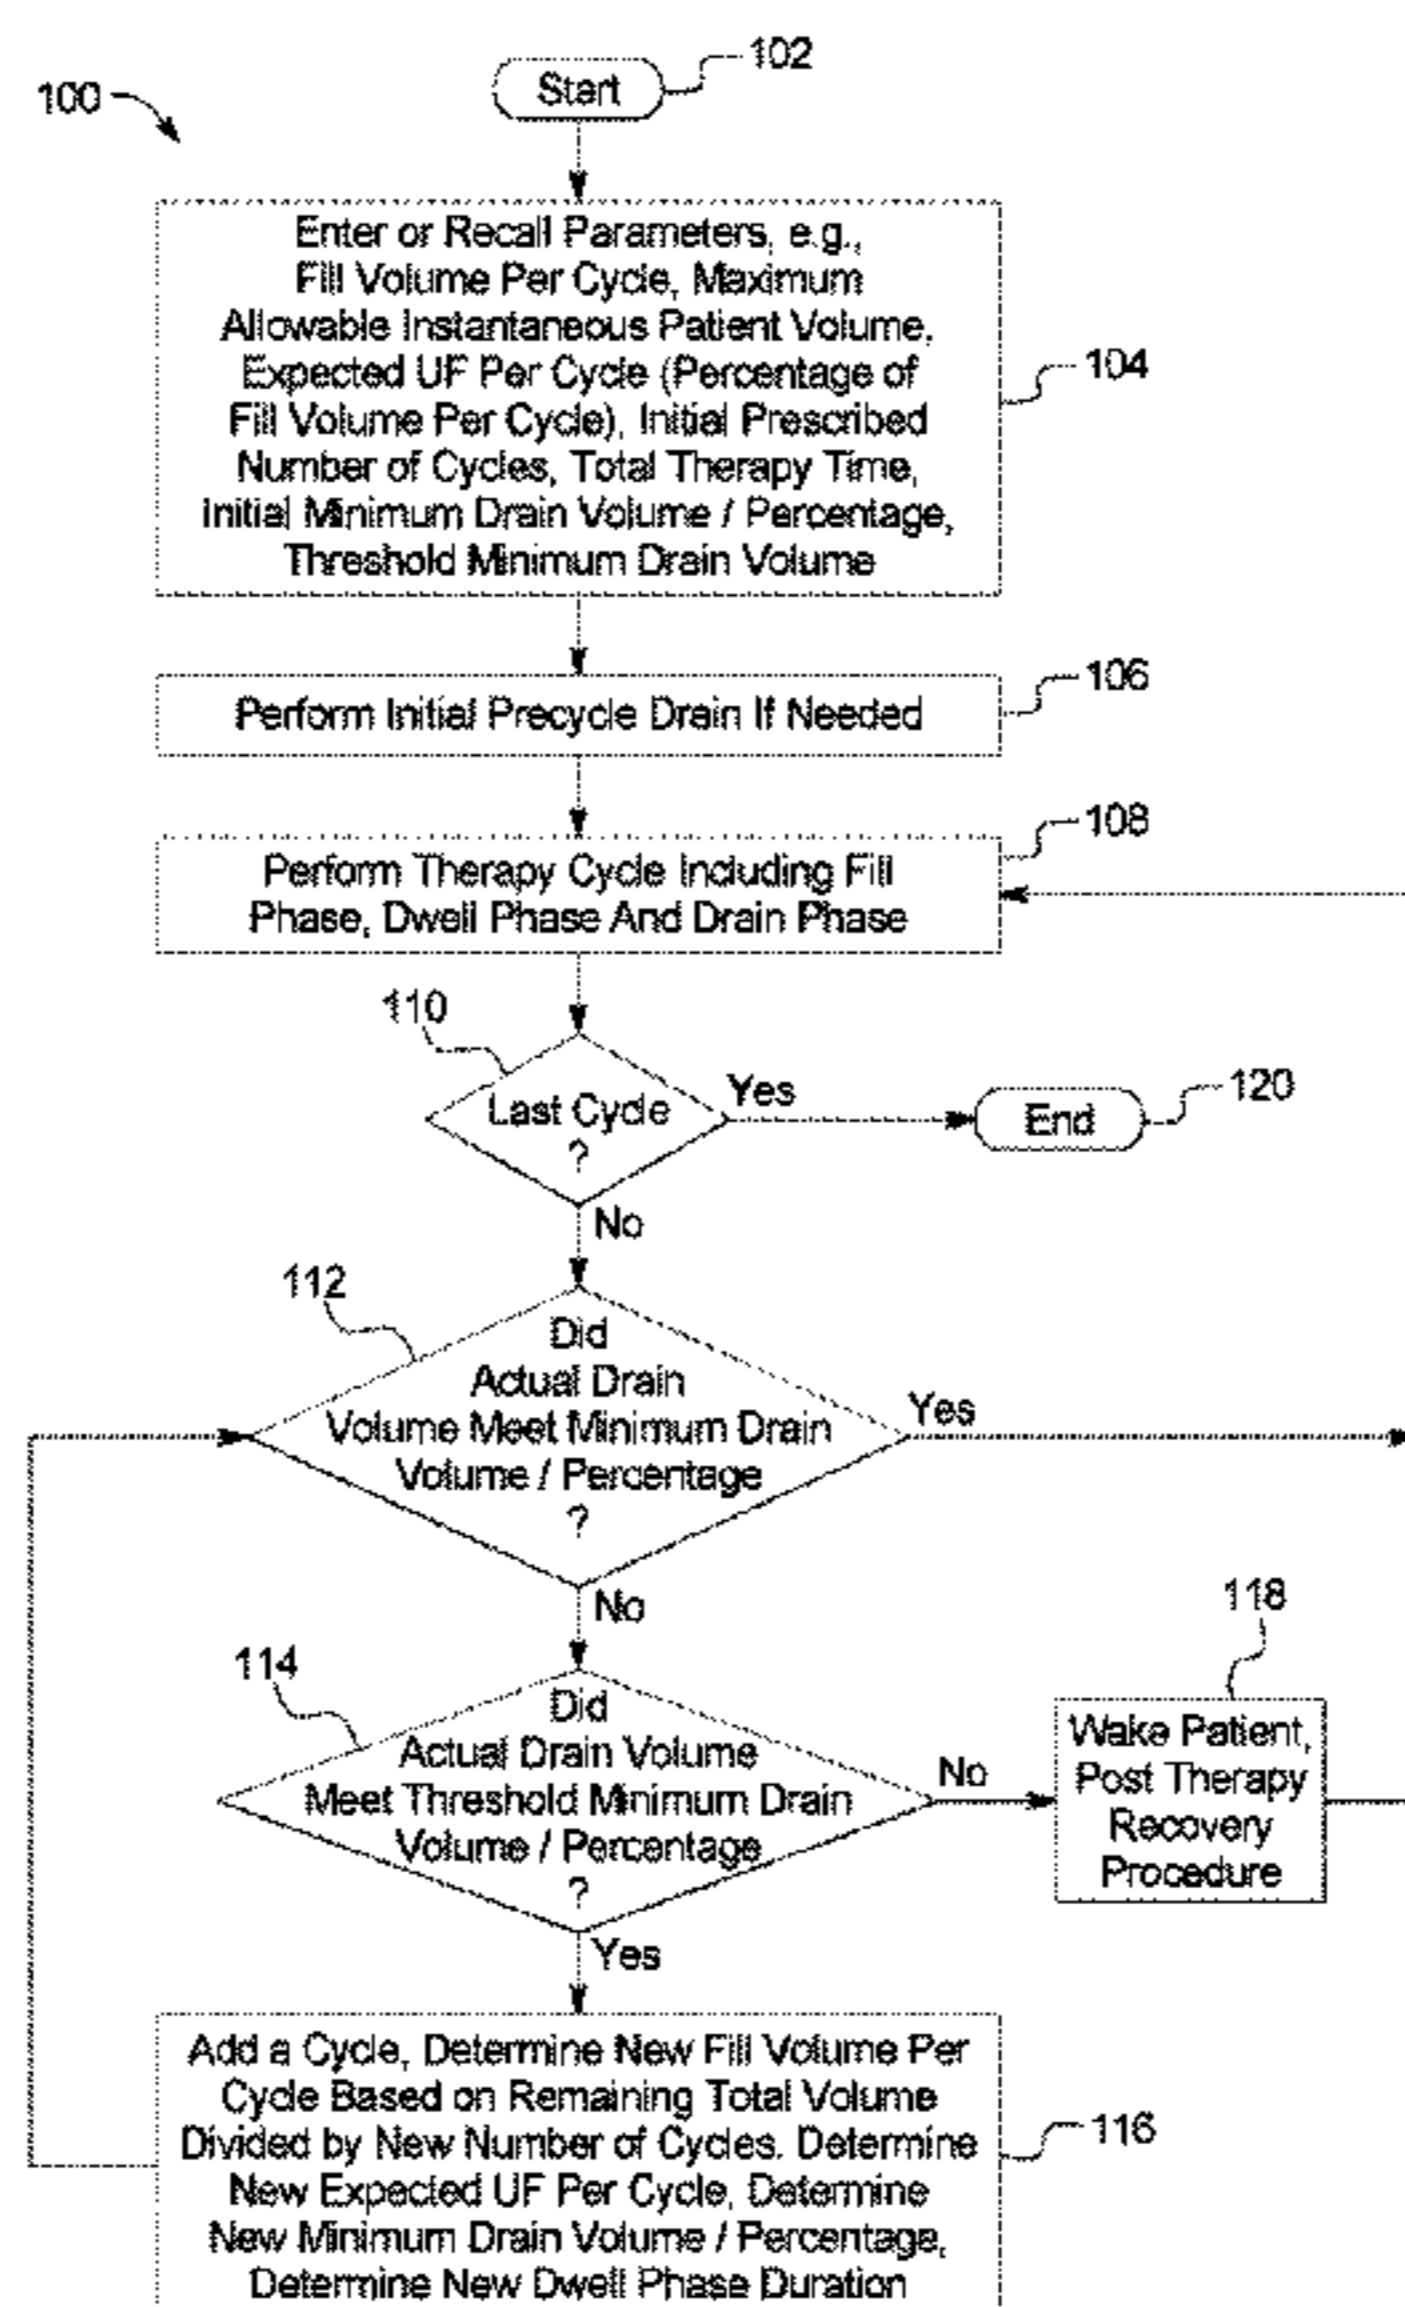 100
Start
102
Enter or Recall Parameters, e.g.,
Fill Volume Per Cycle, Maximum
Allowable Instantaneous Patient Volume,
Expected UF Per Cycle (Percentage of
Fill Volume Per Cycle), Initial Prescribed
Number of Cycles, Total Therapy Time,
Initial Minimum Drain Volume / Percentage,
Threshold Minimum Drain Volume
104
Perform Initial Precycle Drain If Needed
106
Perform Therapy Cycle Including Fill
Phase, Dwell Phase And Drain Phase
108
110
Last Cycle
?
Yes
End
120
No
112
Did
Actual Drain
Volume Meet Minimum Drain
Volume / Percentage
?
Yes
No
114
Did
Actual Drain Volume
Meet Threshold Minimum Drain
Volume / Percentage
?
No
118
Wake Patient,
Post Therapy
Recovery
Procedure
Yes
Add a Cycle, Determine New Fill Volume Per
Cycle Based on Remaining Total Volume
Divided by New Number of Cycles. Determine
New Expected UF Per Cycle, Determine
New Minimum Drain Volume / Percentage,
Determine New Dwell Phase Duration
116